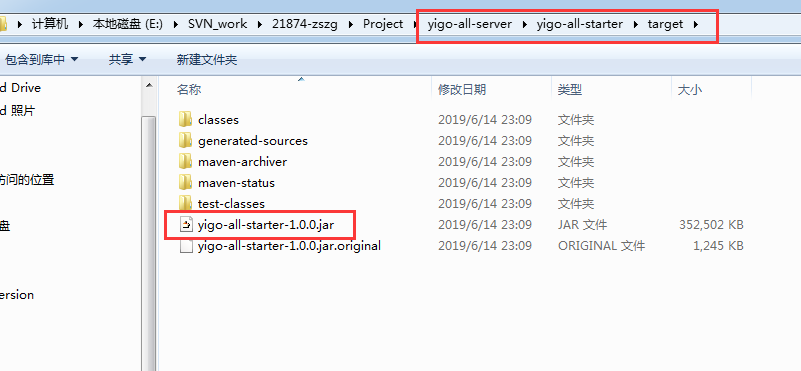 计算机 本地磁盘 (E:) SVN_work 21874-zszg Project yigo-all-server yigo-all-starter target
包含到库中 共享 新建文件夹
名称 修改日期 类型 大小
d Drive
d 照片
访问的位置
盘
ersion
classes 2019/6/14 23:09 文件夹
generated-sources 2019/6/14 23:09 文件夹
maven-archiver 2019/6/14 23:09 文件夹
maven-status 2019/6/14 23:09 文件夹
test-classes 2019/6/14 23:09 文件夹
yigo-all-starter-1.0.0.jar 2019/6/14 23:09 JAR 文件 352,502 KB
yigo-all-starter-1.0.0.jar.original 2019/6/14 23:09 ORIGINAL 文件 1,245 KB